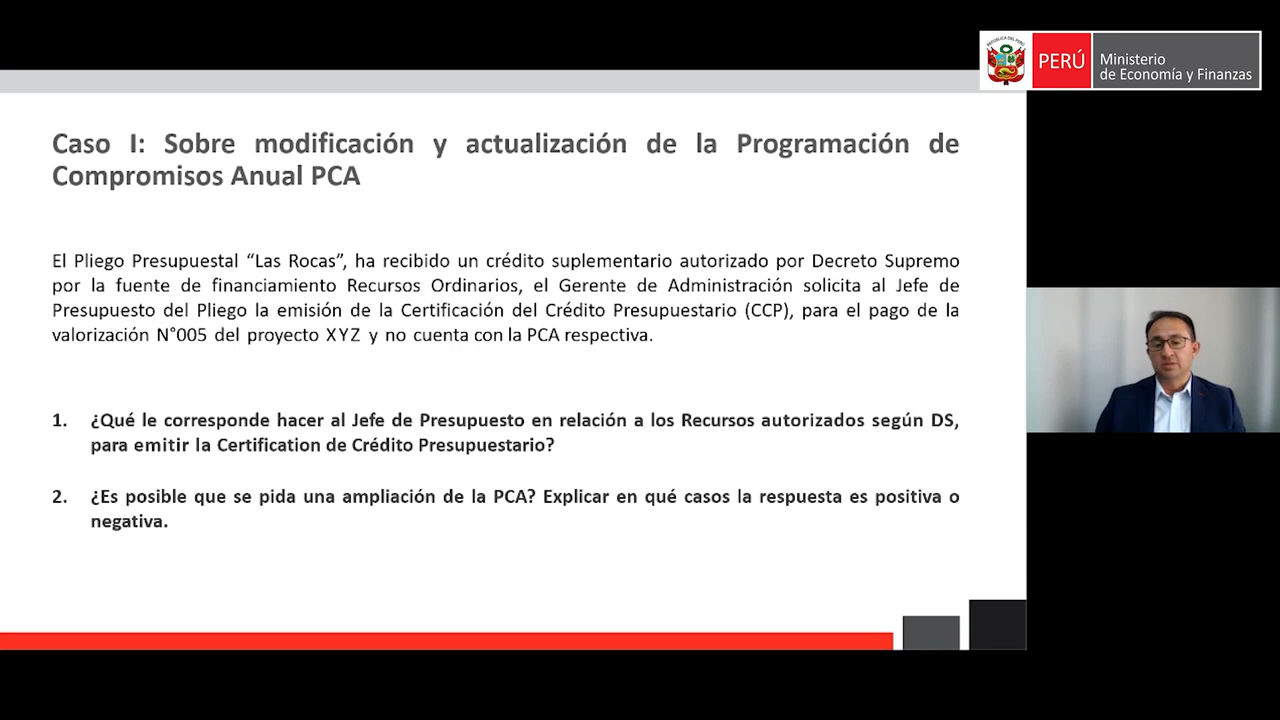 REPÚBLICA DEL PERÚ
PERÚ
Ministerio
de Economía y Finanzas
Caso I: Sobre modificación y actualización de la Programación de
Compromisos Anual PCA
El Pliego Presupuestal “Las Rocas”, ha recibido un crédito suplementario autorizado por Decreto Supremo
por la fuente de financiamiento Recursos Ordinarios, el Gerente de Administración solicita al Jefe de
Presupuesto del Pliego la emisión de la Certificación del Crédito Presupuestario (CCP), para el pago de la
valorización N°005 del proyecto XYZ y no cuenta con la PCA respectiva.
1. ¿Qué le corresponde hacer al Jefe de Presupuesto en relación a los Recursos autorizados según DS,
para emitir la Certification de Crédito Presupuestario?
2. ¿Es posible que se pida una ampliación de la PCA? Explicar en qué casos la respuesta es positiva o
negativa.